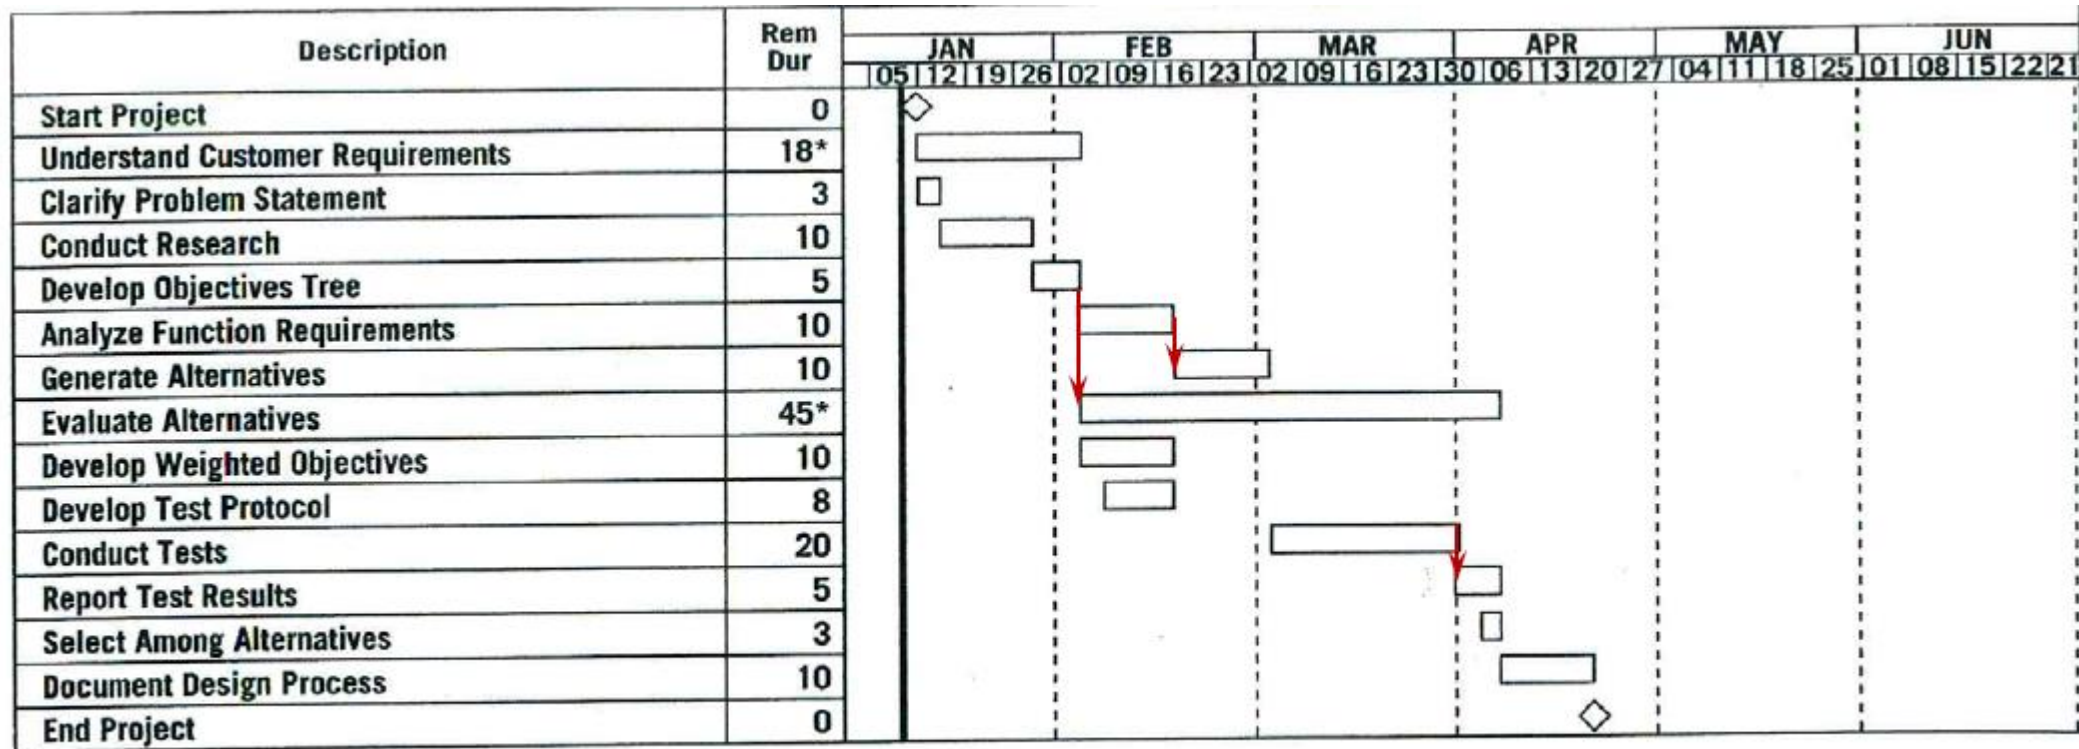 Description Rem Dur
JAN FEB MAR APR MAY JUN
05 12 19 26 02 09 16 23 02 09 16 23 30 06 13 20 27 04 11 18 25 01 08 15 22 21
Start Project 0
Understand Customer Requirements 18*
Clarify Problem Statement 3
Conduct Research 10
Develop Objectives Tree 5
Analyze Function Requirements 10
Generate Alternatives 10
Evaluate Alternatives 45*
Develop Weighted Objectives 10
Develop Test Protocol 8
Conduct Tests 20
Report Test Results 5
Select Among Alternatives 3
Document Design Process 10
End Project 0